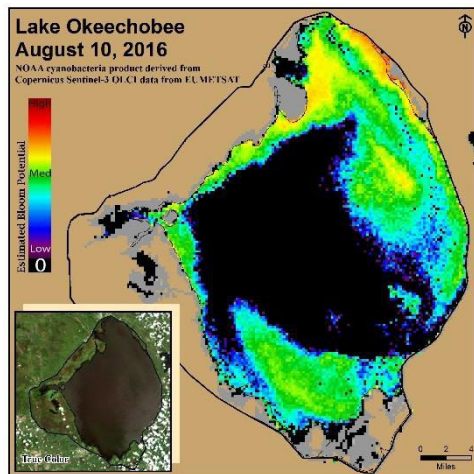 Lake Okeechobee
August 10, 2016
NOAA cyanobacteria product derived from
Copernicus Sentinel-3 OLCI data from EUMETSAT
N
High
Med
Low
0
Estimated Bloom Potential
True Color
0 1 2 4
Miles